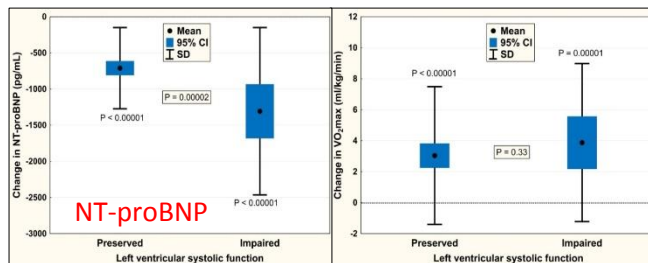 Change in NT-proBNP (pg/mL)
-0
-500
-1000
-1500
-2000
-2500
-3000
Mean
95% CI
SD
P < 0.00001
P = 0.00002
P < 0.00001
NT-proBNP
Preserved Impaired
Left ventricular systolic function
Change in VO₂max (ml/kg/min)
12
10
8
6
4
2
0
-2
Mean
95% CI
SD
P < 0.00001
P = 0.00001
P = 0.33
Preserved Impaired
Left ventricular systolic function